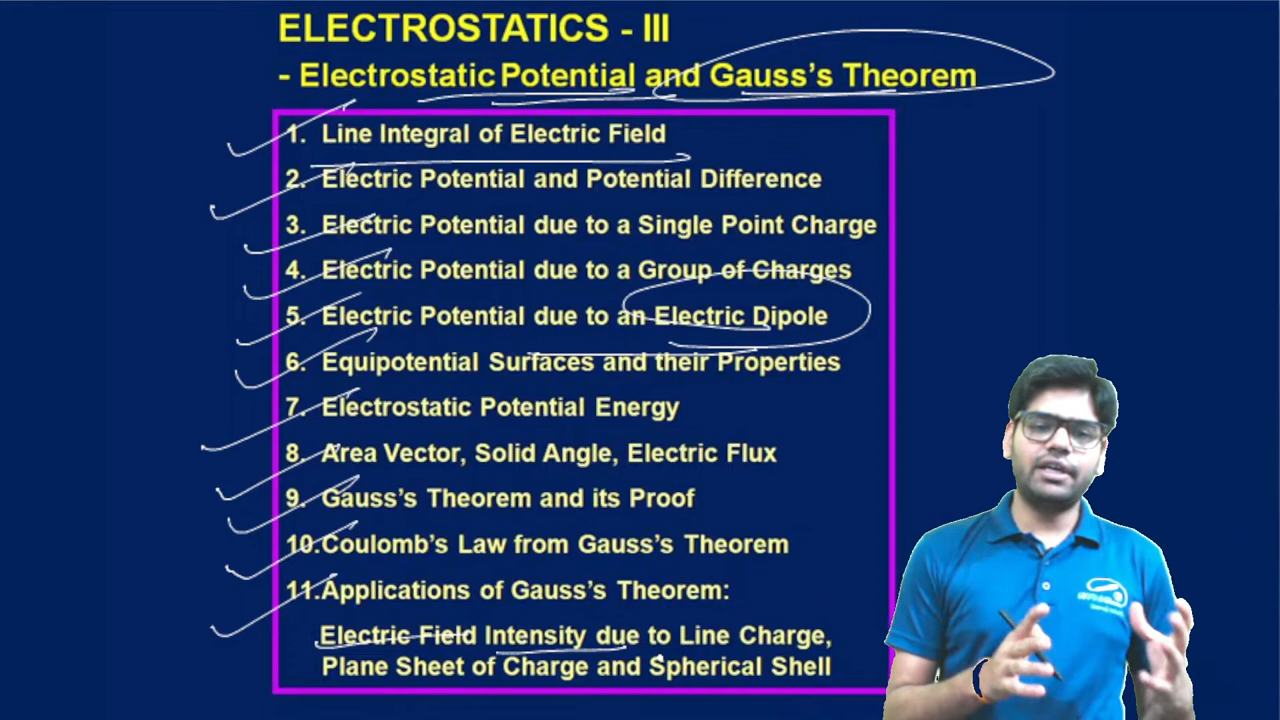 ELECTROSTATICS - III
- Electrostatic Potential and Gauss's Theorem
1. Line Integral of Electric Field
2. Electric Potential and Potential Difference
3. Electric Potential due to a Single Point Charge
4. Electric Potential due to a Group of Charges
5. Electric Potential due to an Electric Dipole
6. Equipotential Surfaces and their Properties
7. Electrostatic Potential Energy
8. Area Vector, Solid Angle, Electric Flux
9. Gauss's Theorem and its Proof
10.Coulomb's Law from Gauss's Theorem
11.Applications of Gauss's Theorem:
Electric Field Intensity due to Line Charge,
Plane Sheet of Charge and Spherical Shell